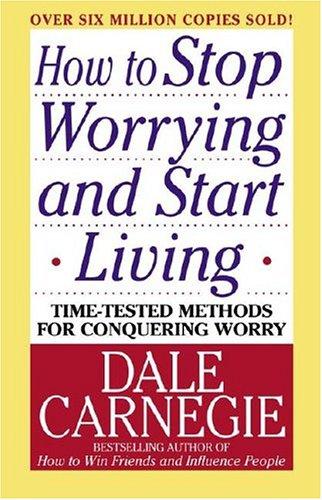 OVER SIX MILLION COPIES SOLD!
How to Stop
Worrying
and Start
· Living ·
TIME-TESTED METHODS
FOR CONQUERING WORRY
DALE
CARNEGIE
BESTSELLING AUTHOR OF
How to Win Friends and Influence People